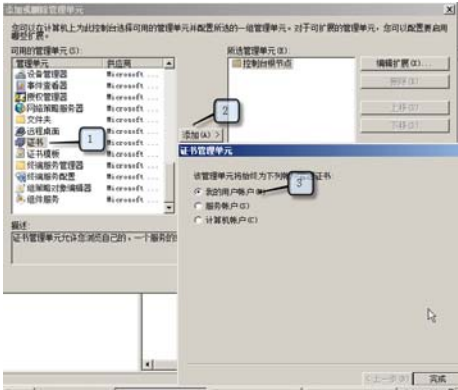 添加或删除管理单元
您可以在计算机上为此控制台选择可用的管理单元并配置所选的一组管理单元。对于可扩展的管理单元，您可以配置要启用
哪些扩展。
可用的管理单元(S):
所选管理单元(E):
管理单元
供应商
控制台根节点
编辑扩展(X)...
设备管理器 Microsoft ...
删除(R)
事件查看器 Microsoft ...
授权管理器 Microsoft ...
网络策略服务器 Microsoft ...
上移(U)
文件夹 Microsoft ...
下移(D)
远程桌面 Microsoft ...
证书 Microsoft ...
添加(A) >
证书模板 Microsoft ...
终端服务管理器 Microsoft ...
终端服务配置 Microsoft ...
组策略对象编辑器 Microsoft ...
组件服务 Microsoft ...
1
2
证书管理单元
该管理单元将始终为下列帐
证书:
我的用户帐户
3
服务帐户(S)
计算机帐户(C)
描述:
证书管理单元允许您浏览自己的、一个服务的
<上一步(B)
完成